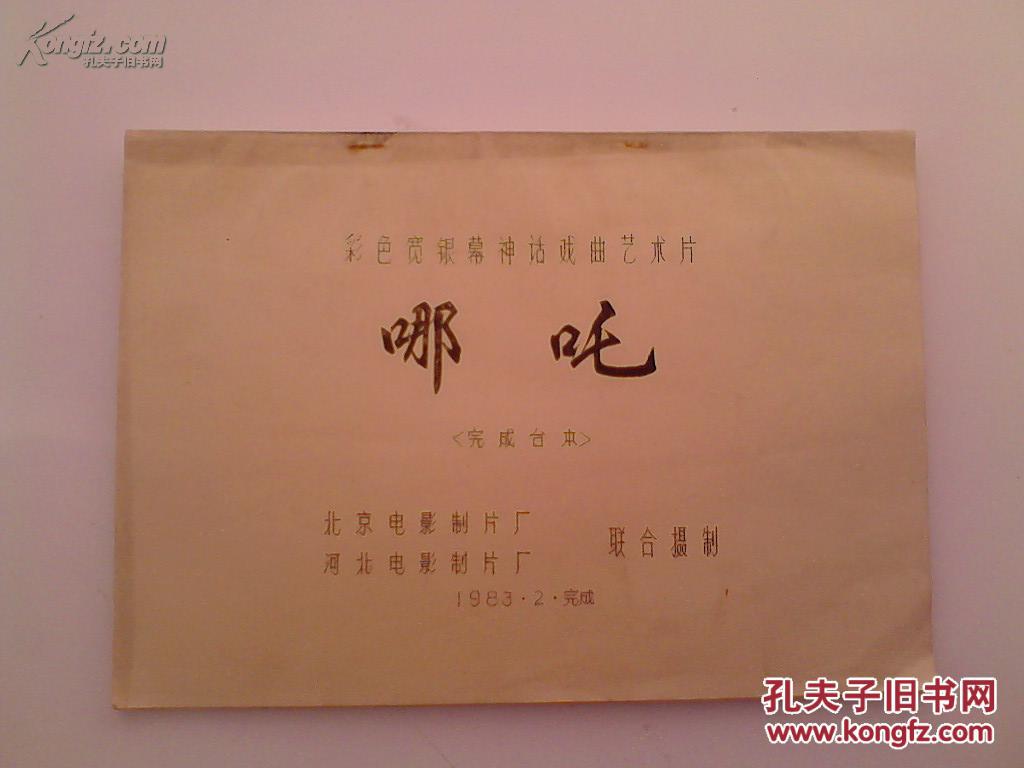 Kongfz.com
孔夫子旧书网
彩色宽银幕神话戏曲艺术片
哪吒
<完成台本>
北京电影制片厂
河北电影制片厂
联合摄制
1983·2·完成
孔夫子旧书网
www.kongfz.com